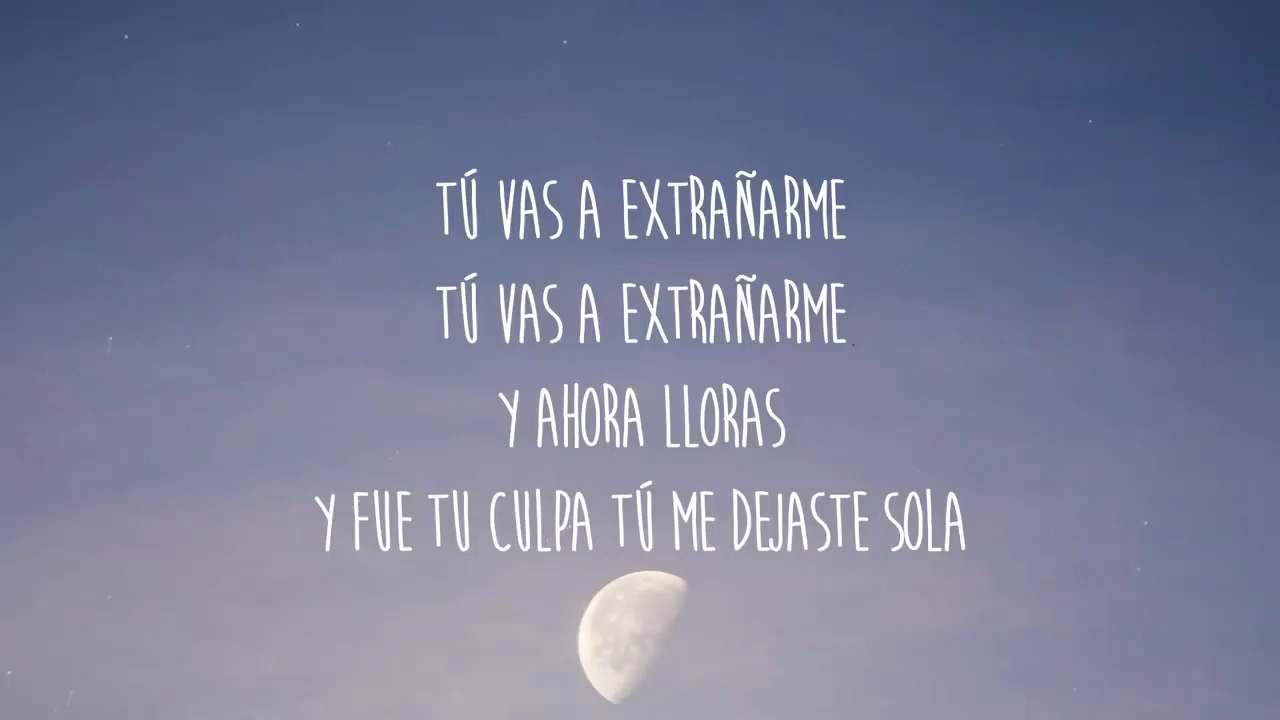 TÚ VAS A EXTRAÑARME
TÚ VAS A EXTRAÑARME
Y AHORA LLORAS
Y FUE TU CULPA TÚ ME DEJASTE SOLA